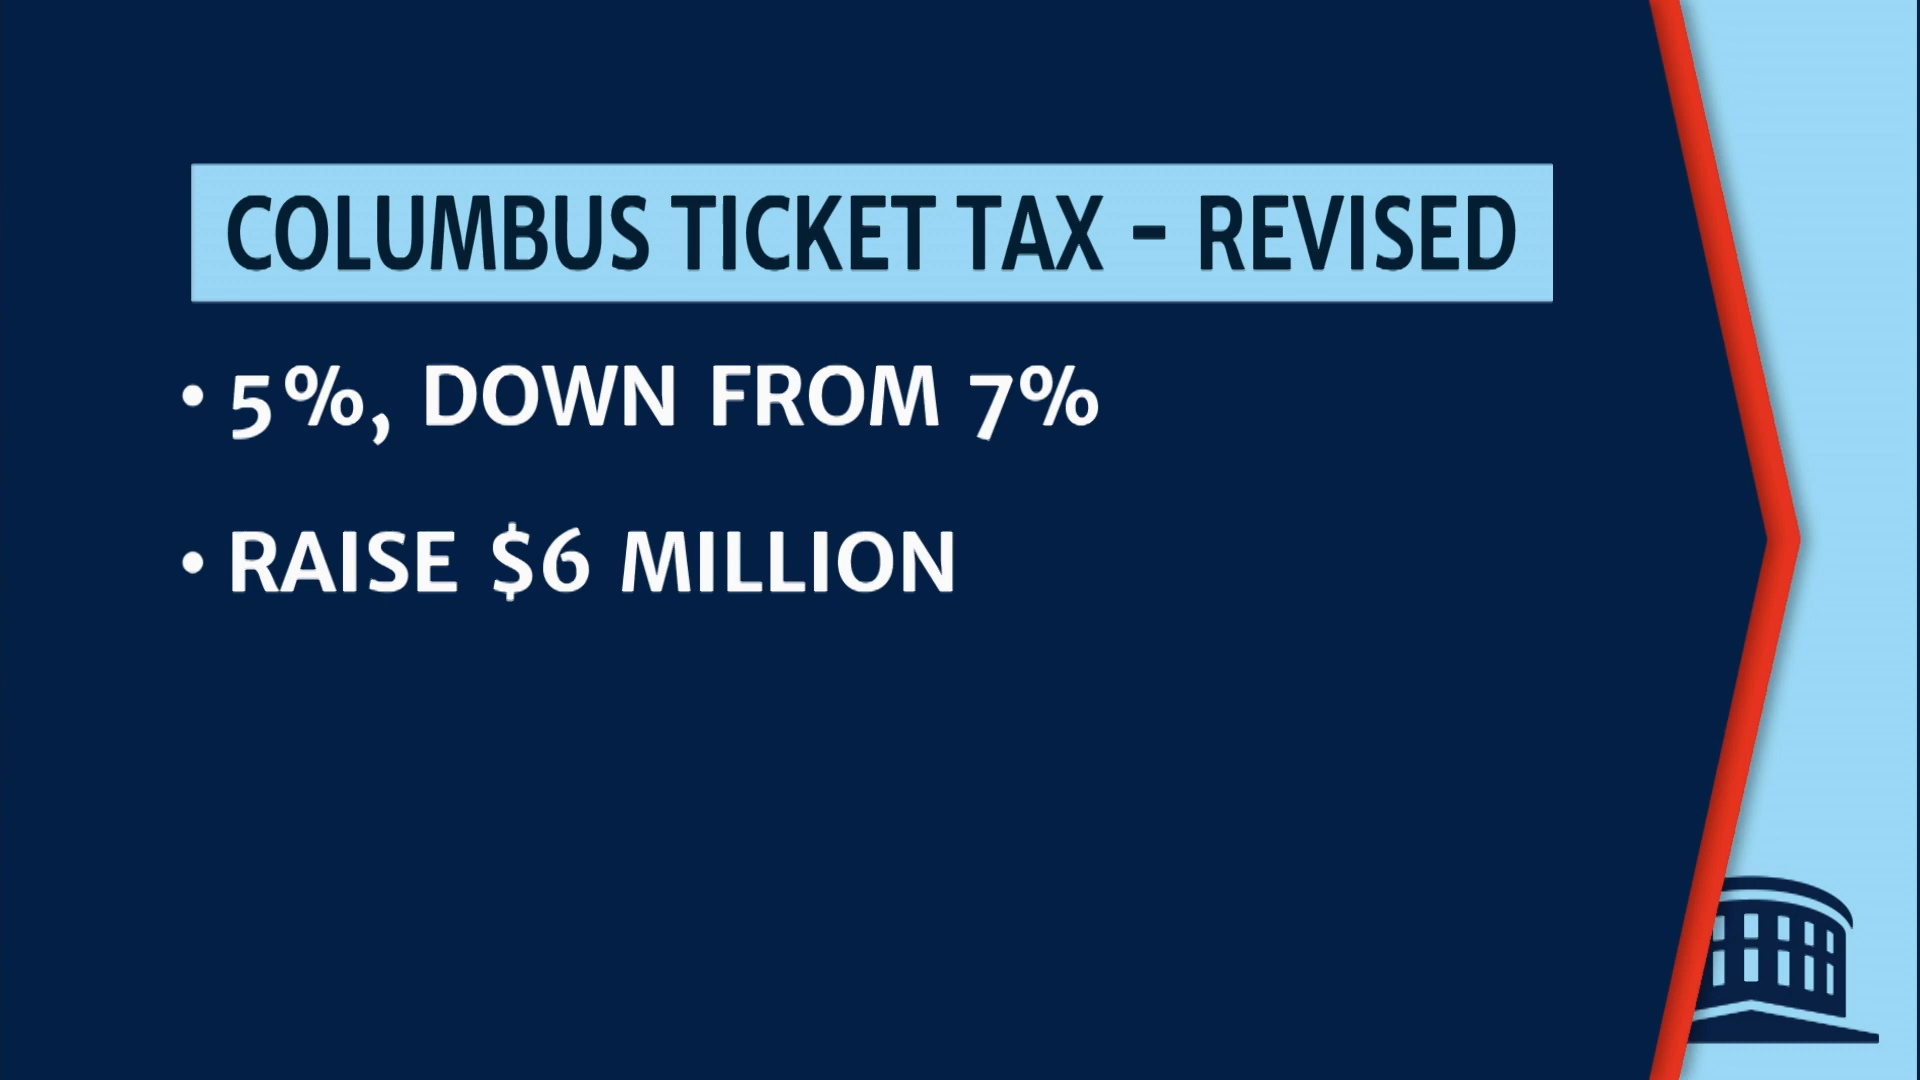 COLUMBUS TICKET TAX - REVISED
• 5%, DOWN FROM 7%
• RAISE $6 MILLION